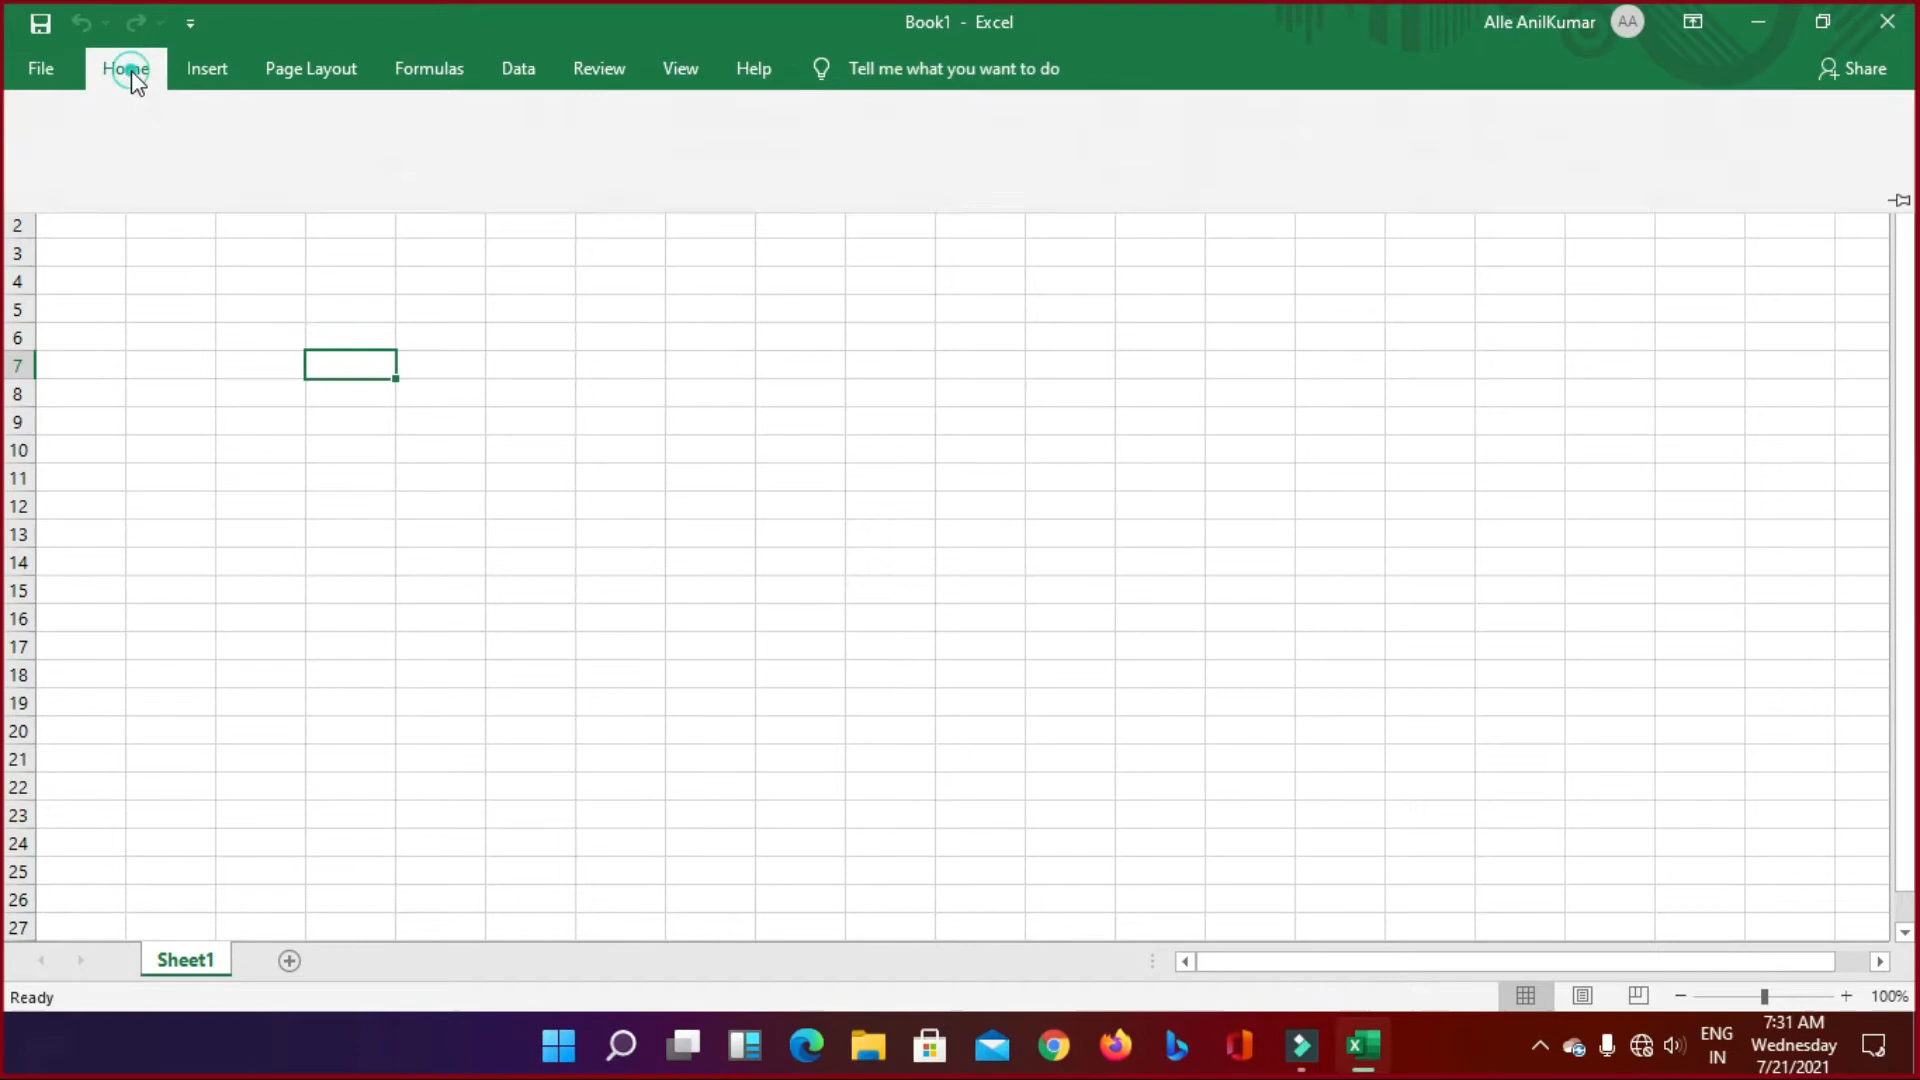 Book1 - Excel
Alle AnilKumar
AA
File
Home
Insert
Page Layout
Formulas
Data
Review
View
Help
Tell me what you want to do
Share
2
3
4
5
6
7
8
9
10
11
12
13
14
15
16
17
18
19
20
21
22
23
24
25
26
27
Sheet1
Ready
100%
ENG
IN
7:31 AM
Wednesday
7/21/2021